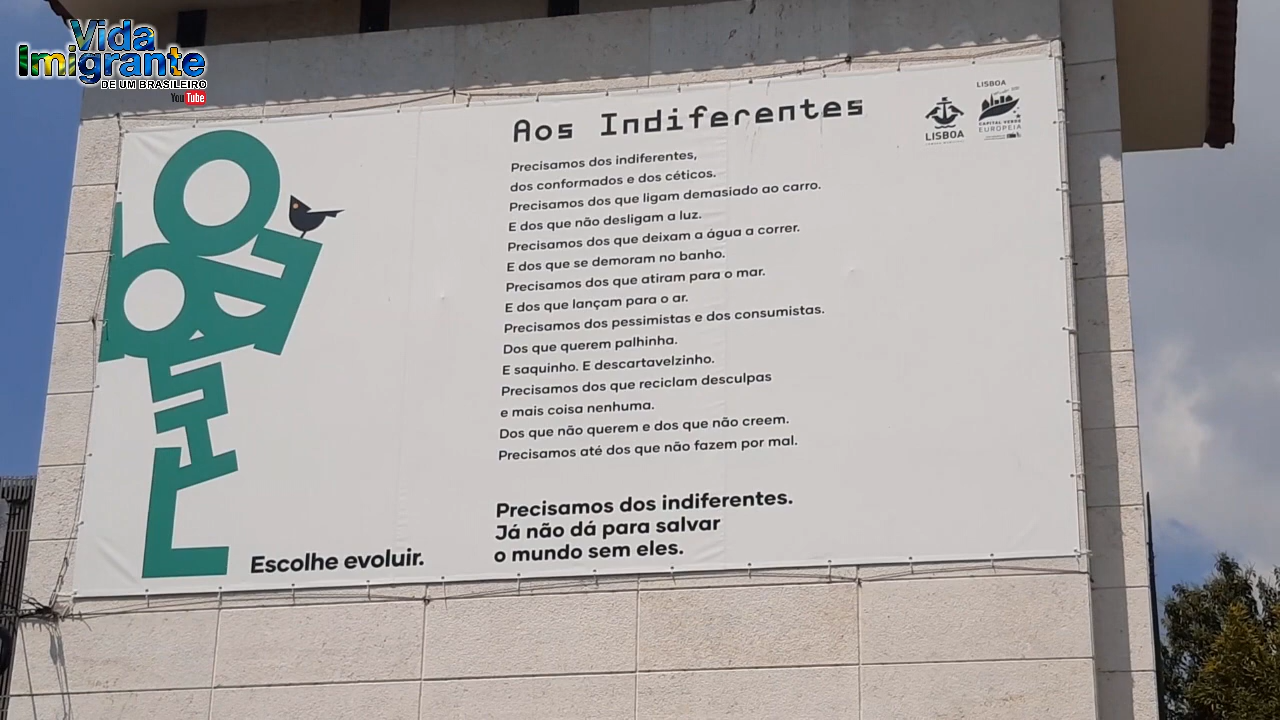 Vida
Imigrante
DE UM BRASILEIRO
YouTube
Aos Indiferentes
LISBOA
LISBOA
CAPITAL VERDE
EUROPEIA
Precisamos dos indiferentes,
dos conformados e dos céticos.
Precisamos dos que ligam demasiado ao carro.
E dos que não desligam a luz.
Precisamos dos que deixam a água a correr.
E dos que se demoram no banho.
Precisamos dos que atiram para o mar.
E dos que lançam para o ar.
Precisamos dos pessimistas e dos consumistas.
Dos que querem palhinha.
E saquinho. E descartavelzinho.
Precisamos dos que reciclam desculpas
e mais coisa nenhuma.
Dos que não querem e dos que não creem.
Precisamos até dos que não fazem por mal.
Precisamos dos indiferentes.
Já não dá para salvar
o mundo sem eles.
Escolhe evoluir.
LISBOA